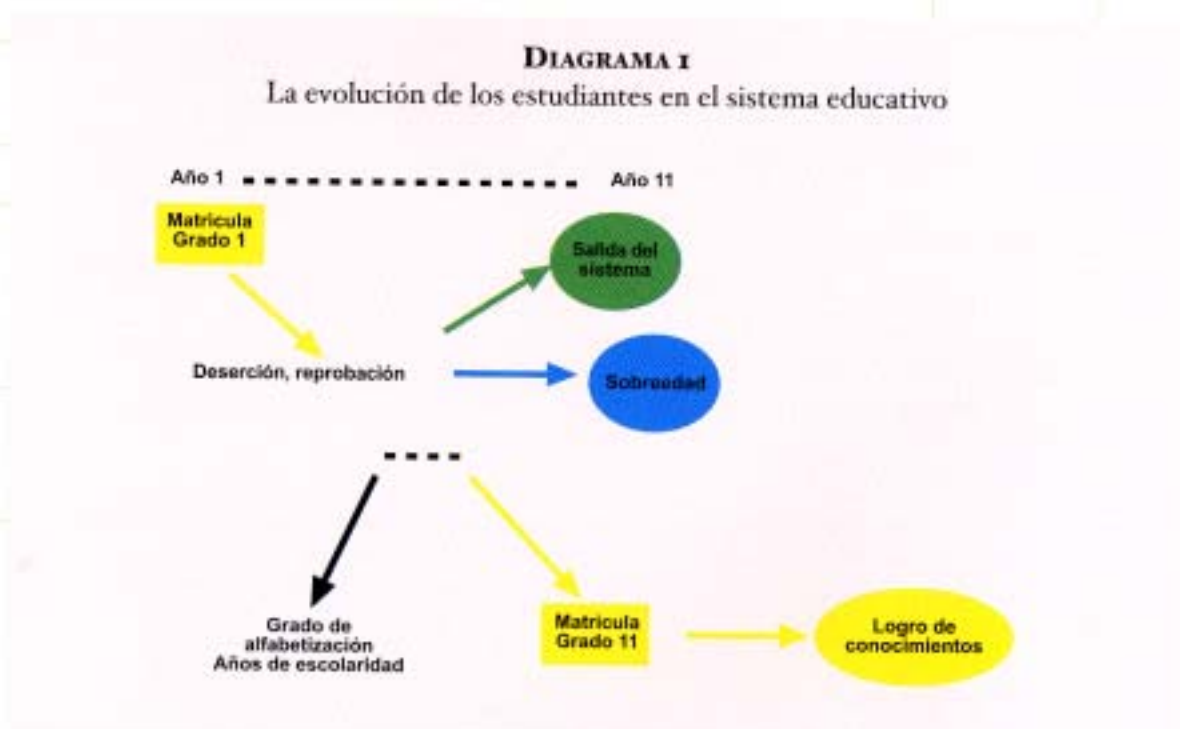 DIAGRAMA 1
La evolución de los estudiantes en el sistema educativo
Año 1
Año 11
Matricula
Grado 1
Salida del
sistema
Deserción, reprobación
Sobreedad
Grado de
alfabetización
Años de escolaridad
Matricula
Grado 11
Logro de
conocimientos